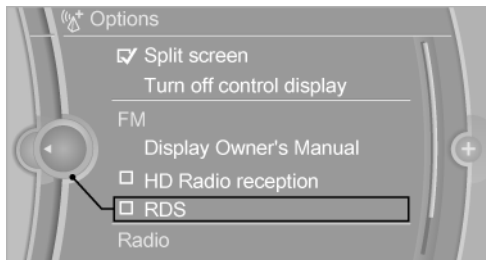 Options
Split screen
Turn off control display
FM
Display Owner's Manual
HD Radio reception
RDS
Radio